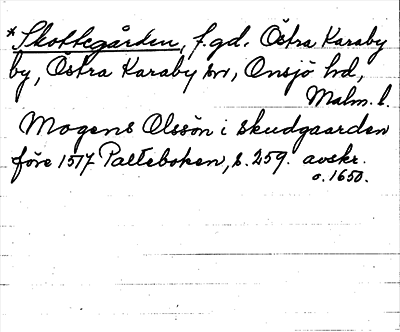 *Skottegården, f.gd. Östra Karaby
by, Östra Karaby sn, Onsjö hd,
Malm. l.
Mogens Olssön i skudgaarden
före 1517 Palteboken, s. 259. avskr.
o. 1650.